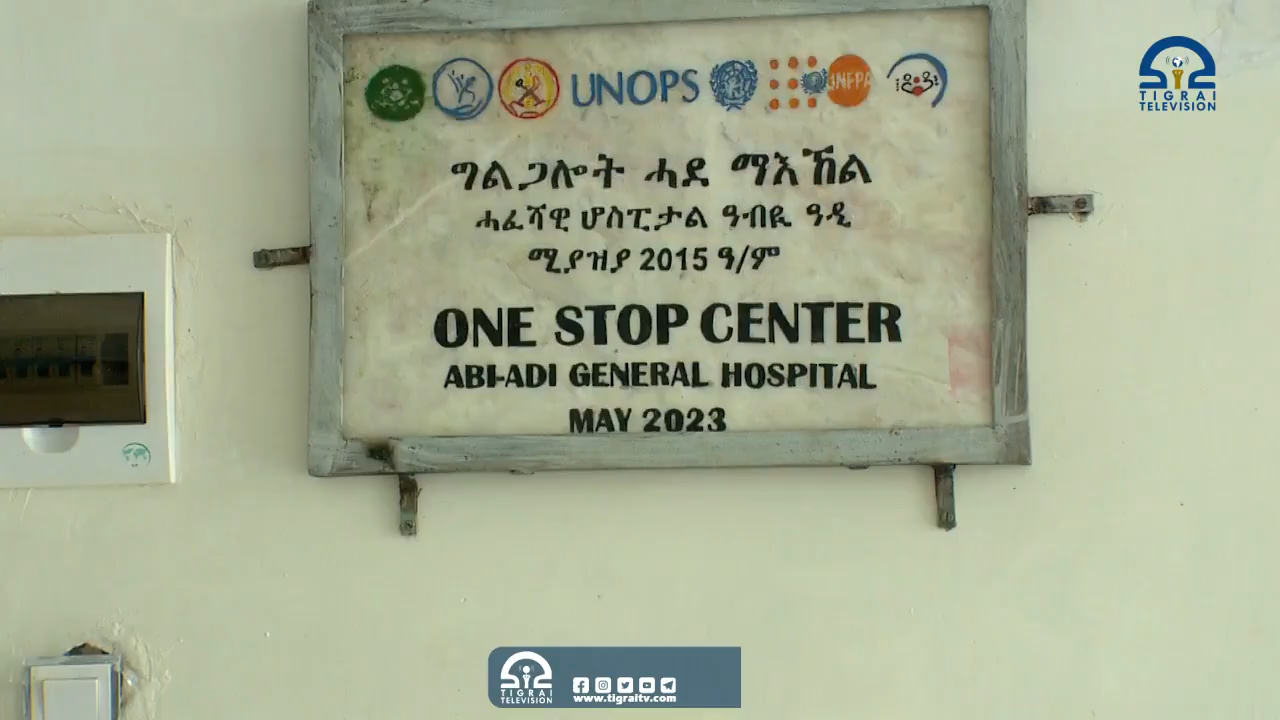 UNOPS
UNFPA
TIGRAI
TELEVISION
ግልጋሎት ሓደ ማእኸል
ሓፈሻዊ ሆስፒታል ዓብዪ ዓዲ
ሚያዝያ 2015 ዓ/ም
ONE STOP CENTER
ABI-ADI GENERAL HOSPITAL
MAY 2023
TIGRAI
TELEVISION
www.tigraitv.com